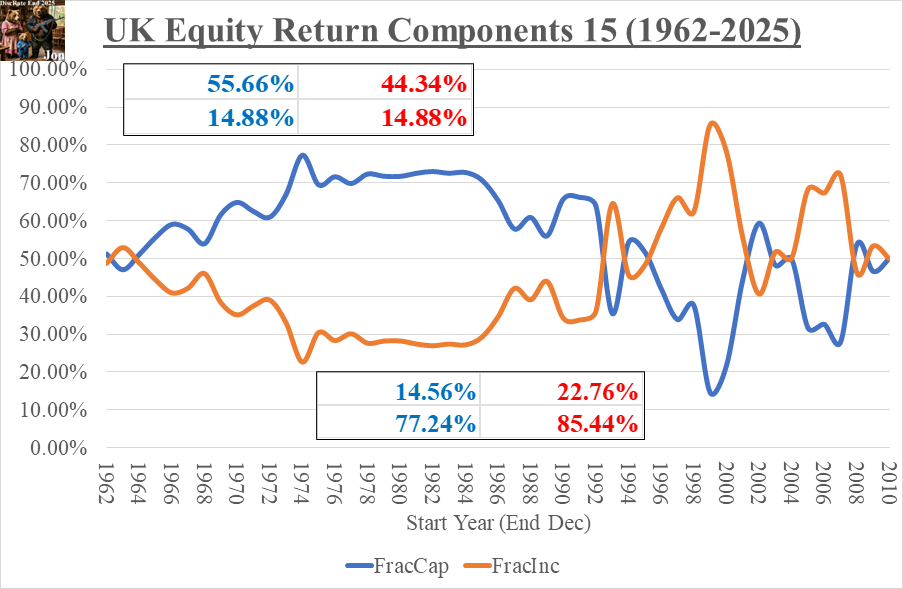 DiscRate End 2025
Jon
UK Equity Return Components 15 (1962-2025)
100.00%
90.00%
80.00%
70.00%
60.00%
50.00%
40.00%
30.00%
20.00%
10.00%
0.00%
55.66% 44.34%
14.88% 14.88%
14.56% 22.76%
77.24% 85.44%
1962 1964 1966 1968 1970 1972 1974 1976 1978 1980 1982 1984 1986 1988 1990 1992 1994 1996 1998 2000 2002 2004 2006 2008 2010
Start Year (End Dec)
FracCap FracInc